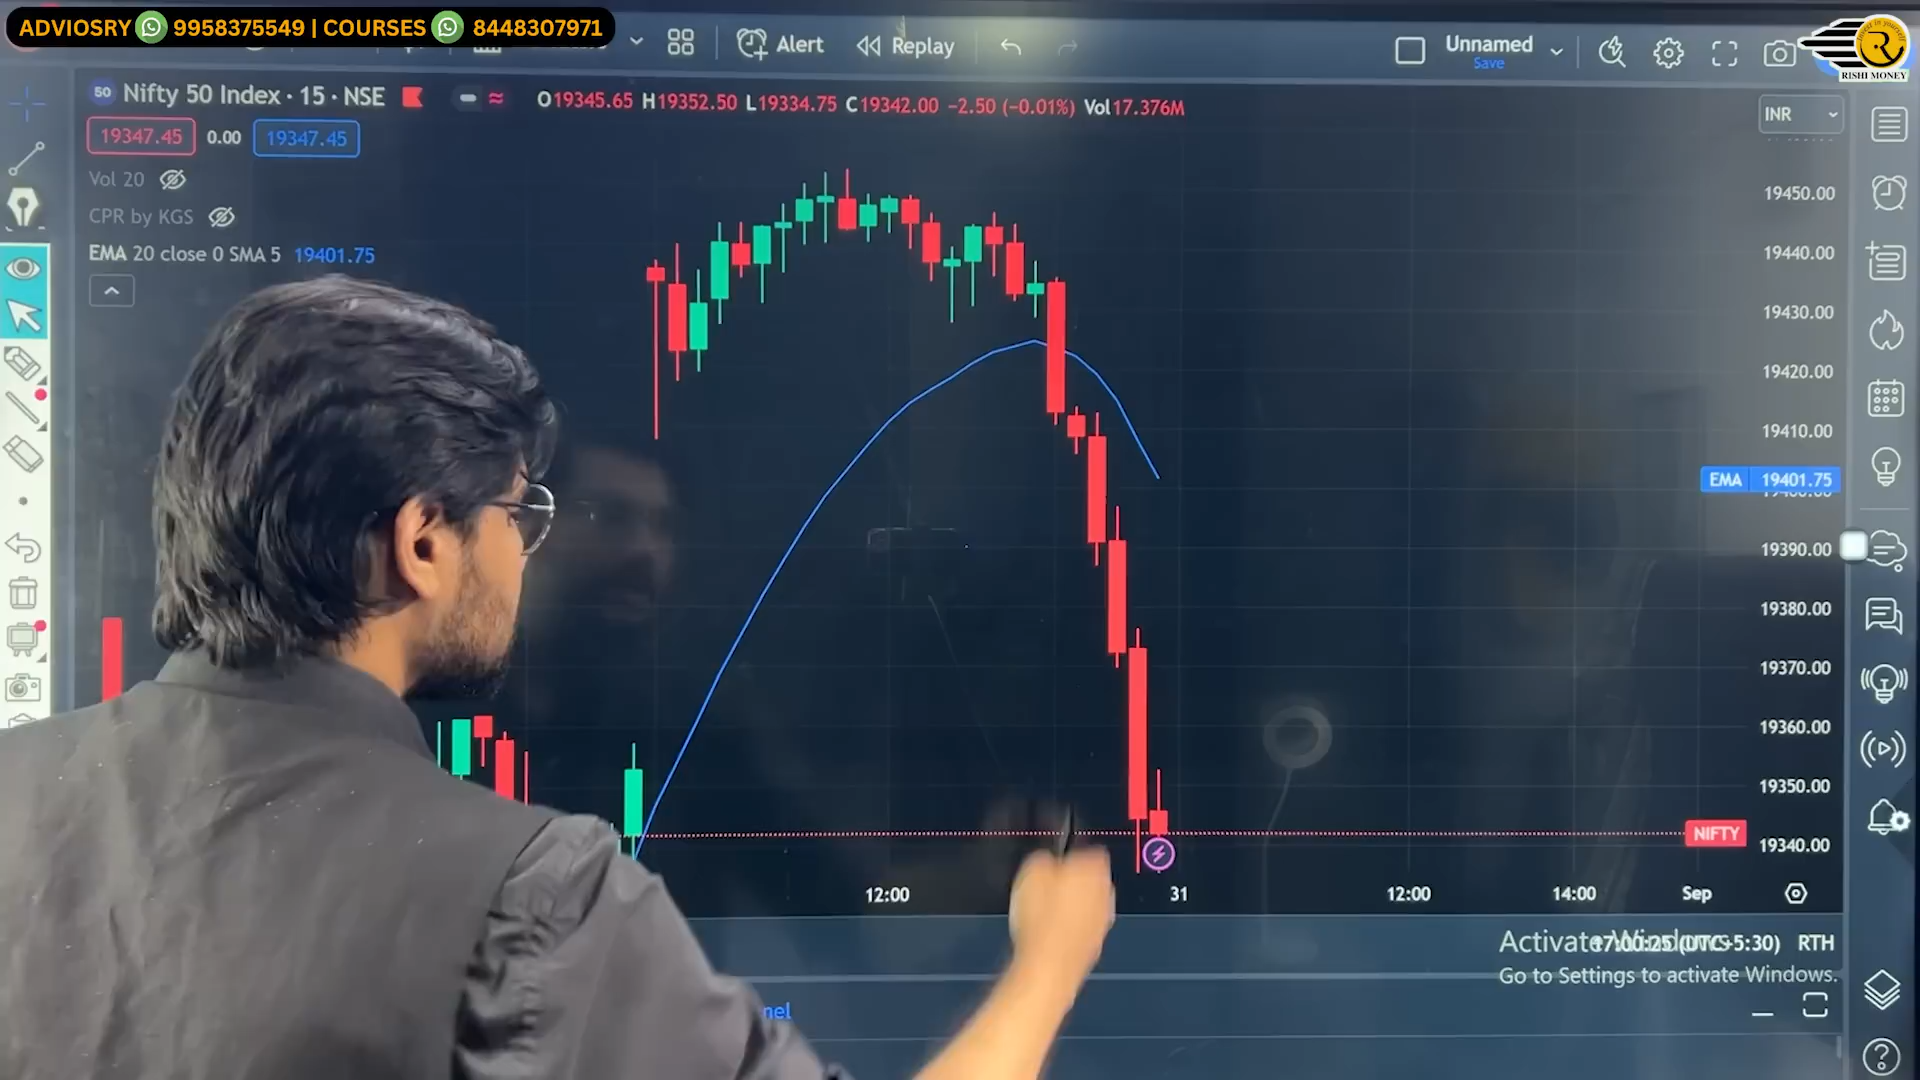 ADVIOSRY 9958375549 | COURSES 8448307971
Alert
Replay
Unnamed
Save
RISHI MONEY
50 Nifty 50 Index · 15 · NSE
O19345.65 H19352.50 L19334.75 C19342.00 −2.50 (−0.01%) Vol17.376M
INR
19347.45 0.00 19347.45
Vol 20
CPR by KGS
EMA 20 close 0 SMA 5 19401.75
19450.00
19440.00
19430.00
19420.00
19410.00
EMA 19401.75
19390.00
19380.00
19370.00
19360.00
19350.00
NIFTY
19340.00
12:00 31 12:00 14:00 Sep
17:00:25 (UTC+5:30) RTH
Activate Windows
Go to Settings to activate Windows.
nel